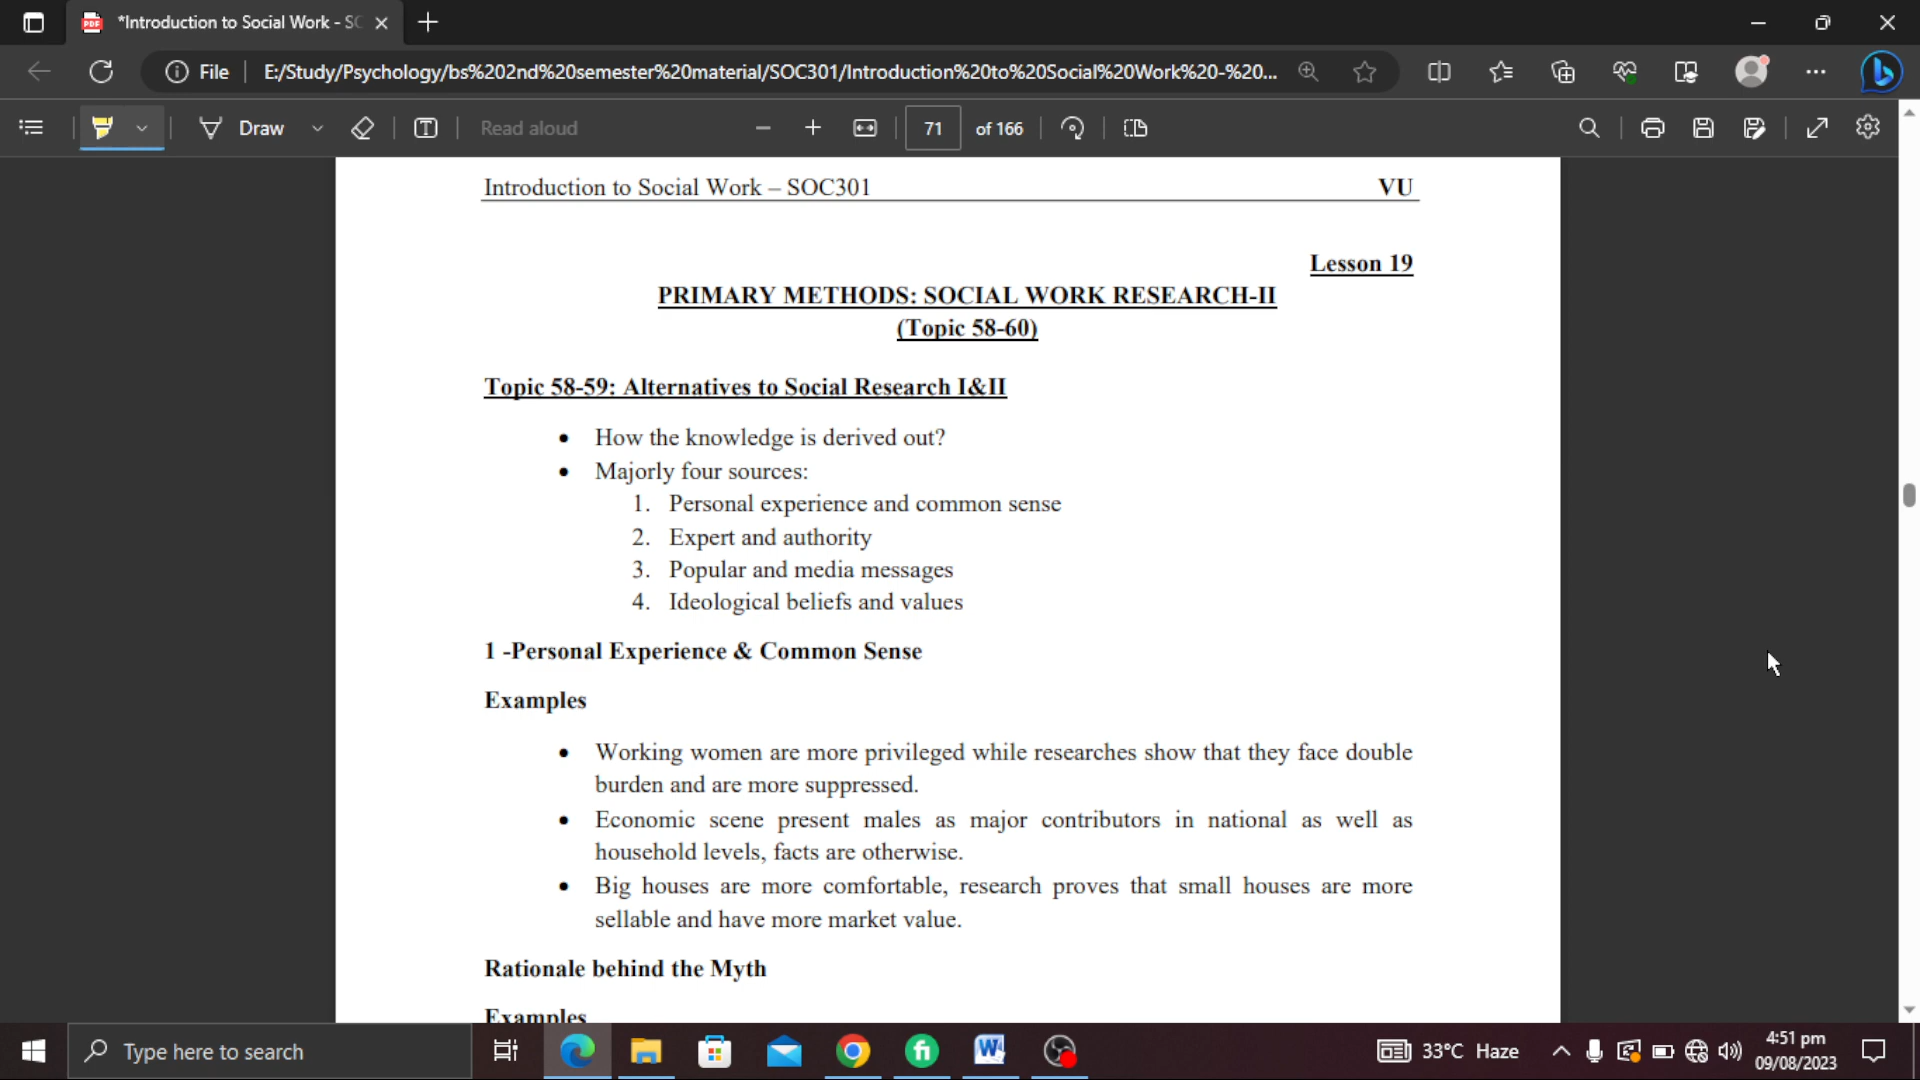 *Introduction to Social Work - SC
File
E:/Study/Psychology/bs%202nd%20semester%20material/SOC301/Introduction%20to%20Social%20Work%20-%20...
Draw
Read aloud
71 of 166
Introduction to Social Work – SOC301 VU
Lesson 19
PRIMARY METHODS: SOCIAL WORK RESEARCH-II
(Topic 58-60)
Topic 58-59: Alternatives to Social Research I&II
• How the knowledge is derived out?
• Majorly four sources:
1. Personal experience and common sense
2. Expert and authority
3. Popular and media messages
4. Ideological beliefs and values
1 -Personal Experience & Common Sense
Examples
• Working women are more privileged while researches show that they face double
burden and are more suppressed.
• Economic scene present males as major contributors in national as well as
household levels, facts are otherwise.
• Big houses are more comfortable, research proves that small houses are more
sellable and have more market value.
Rationale behind the Myth
Examples
Type here to search
33°C Haze
4:51 pm
09/08/2023